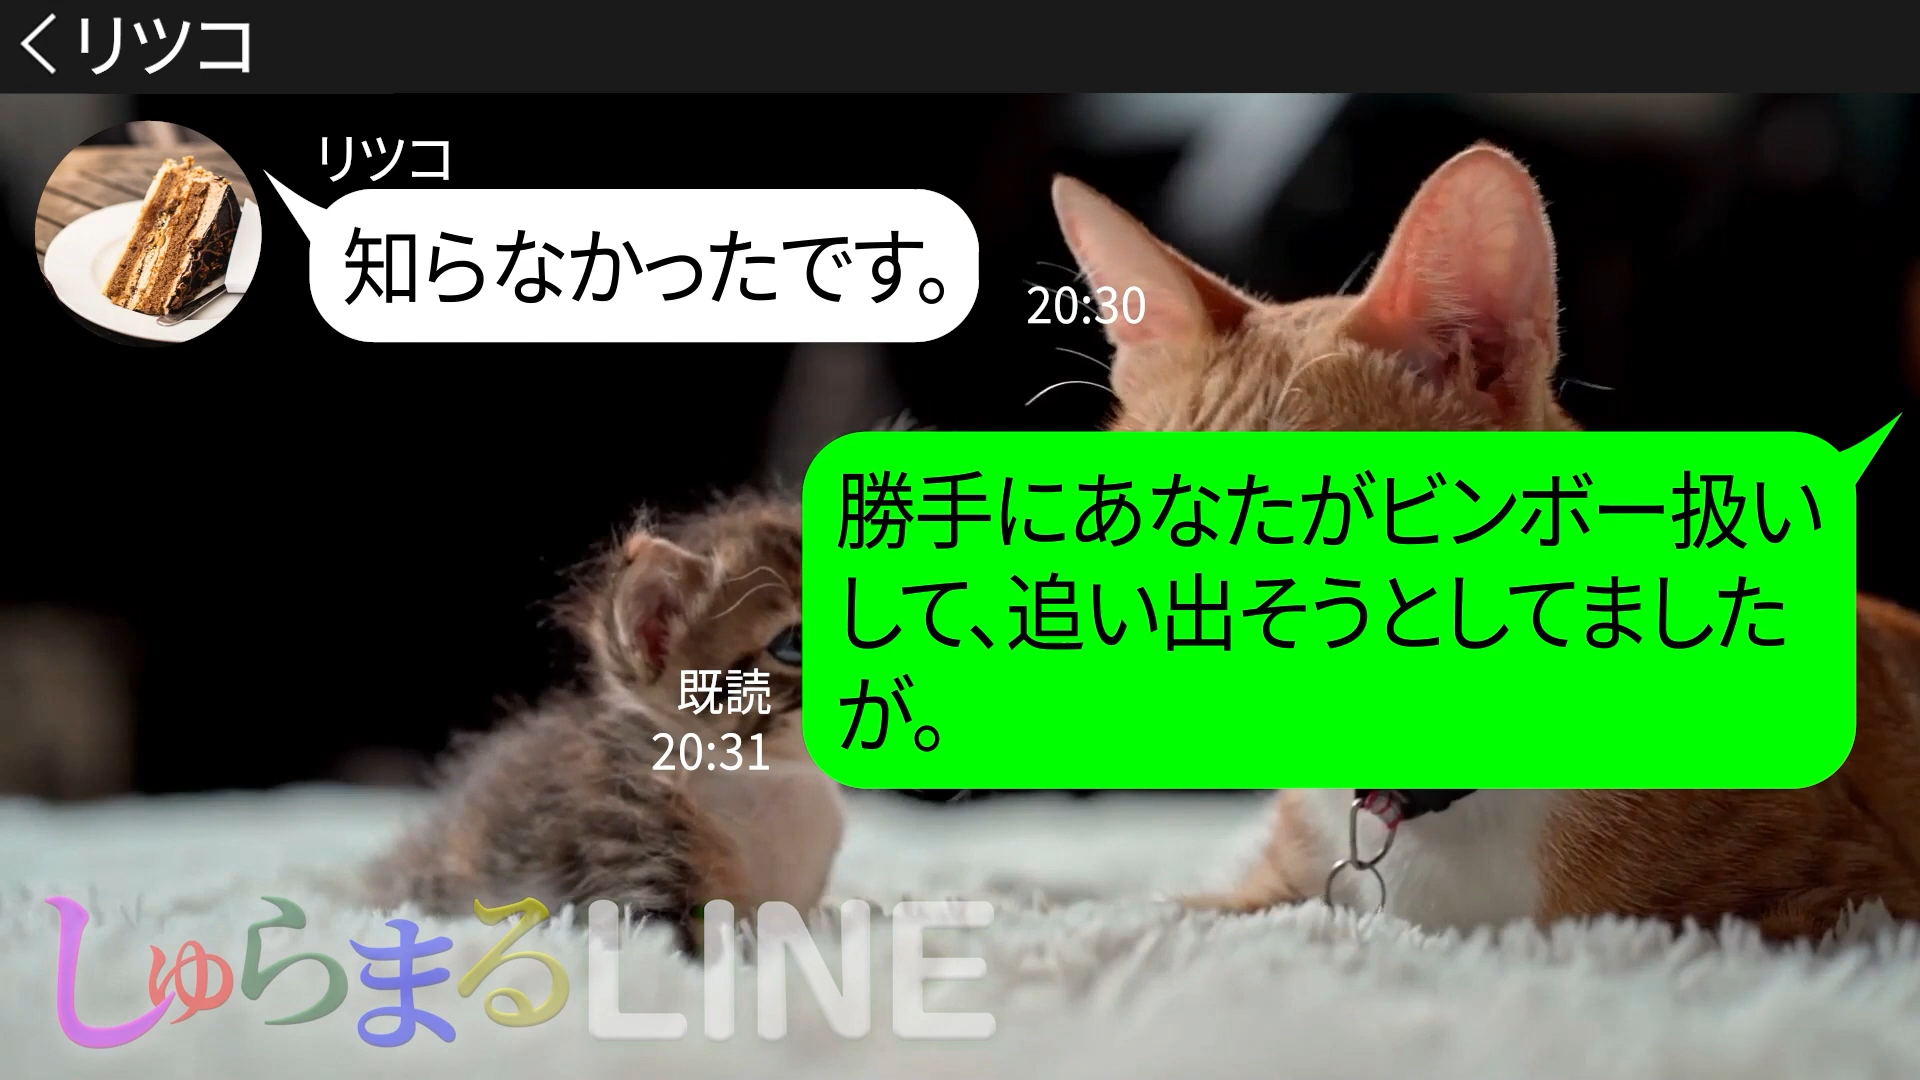 リツコ
リツコ
知らなかったです。
20:30
勝手にあなたがビンボー扱い
して、追い出そうとしてました
が。
既読
20:31
しゅらまるLINE